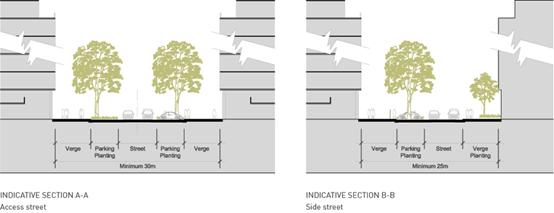 Verge Parking Planting Street Parking Planting Verge
Minimum 30m
INDICATIVE SECTION A-A
Access street
Verge Parking Planting Street Verge Planting
Minimum 25m
INDICATIVE SECTION B-B
Side street